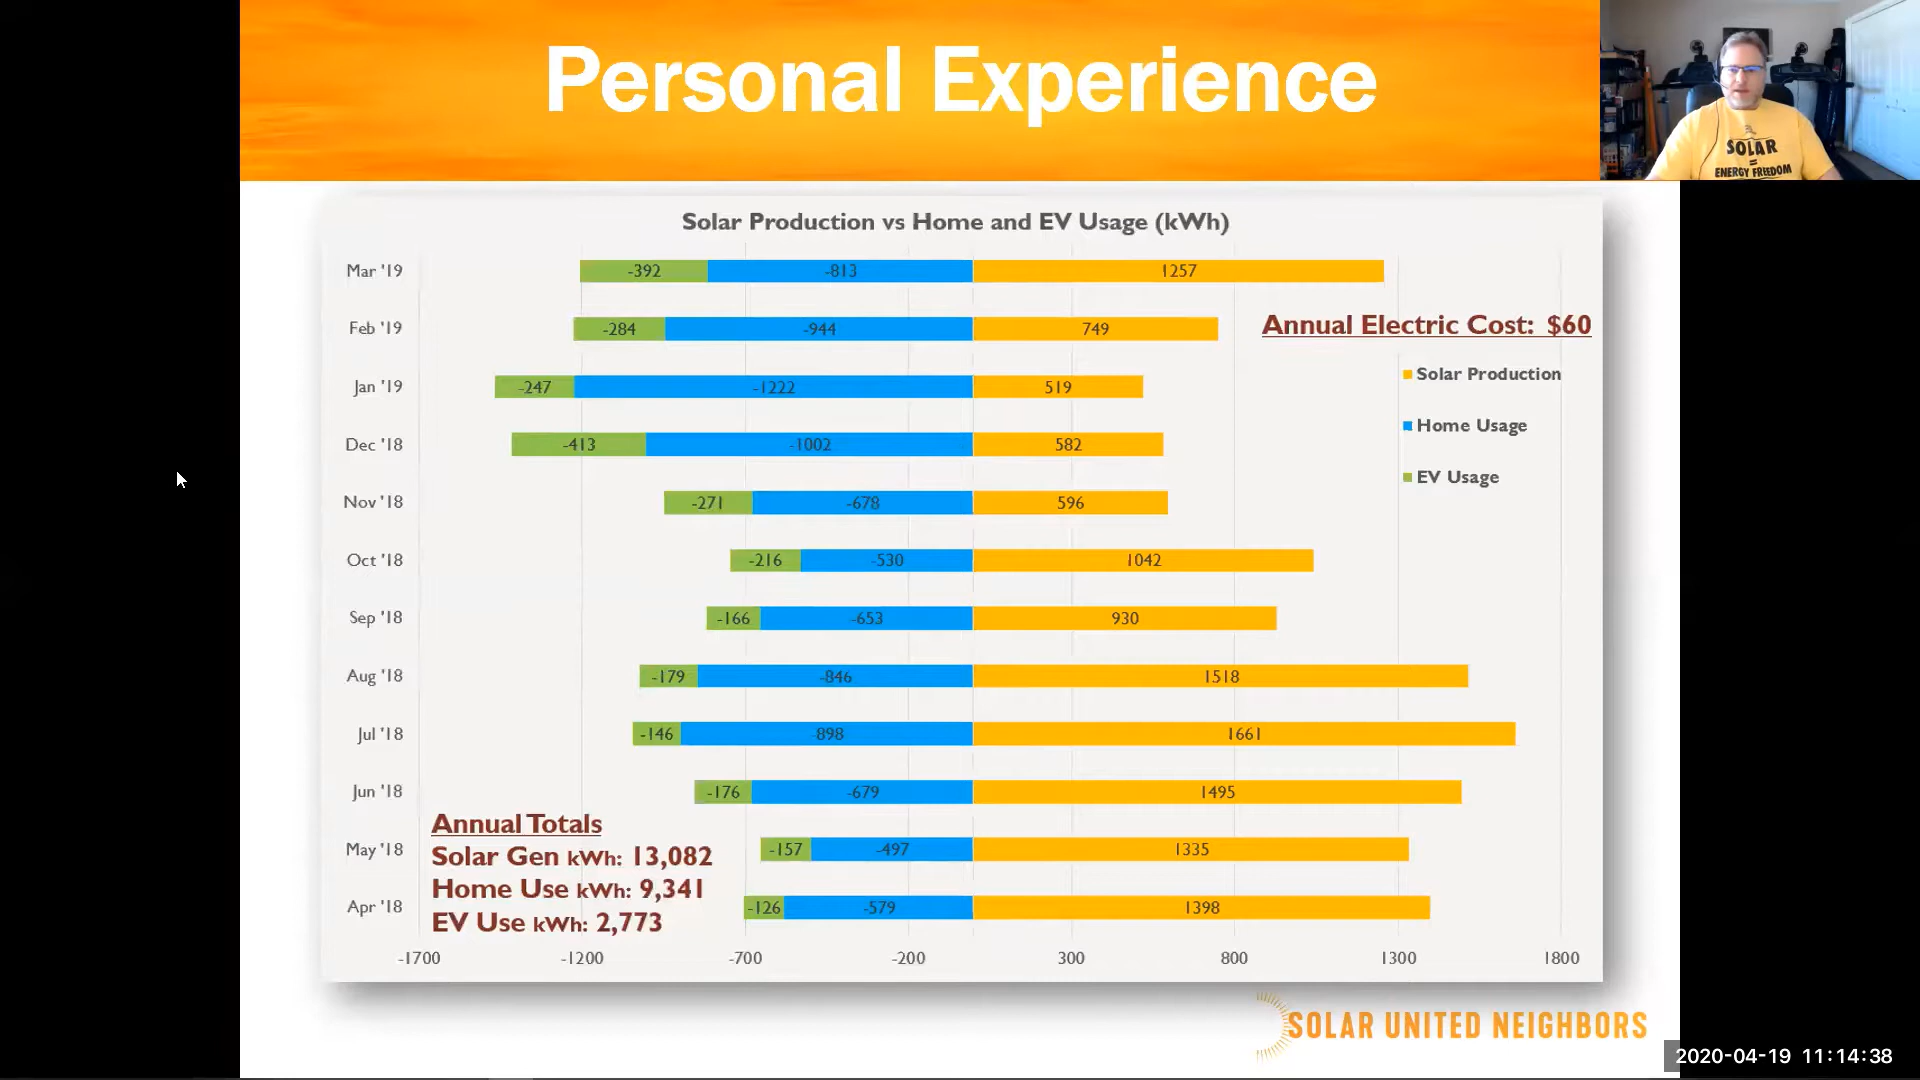 Personal Experience
SOLAR
=
ENERGY FREEDOM
Solar Production vs Home and EV Usage (kWh)
Mar '19 -392 -813 1257
Feb '19 -284 -944 749
Annual Electric Cost: $60
Jan '19 -247 -1222 519
Solar Production
Dec '18 -413 -1002 582
Home Usage
Nov '18 -271 -678 596
EV Usage
Oct '18 -216 -530 1042
Sep '18 -166 -653 930
Aug '18 -179 -846 1518
Jul '18 -146 -898 1661
Jun '18 -176 -679 1495
May '18 -157 -497 1335
Apr '18 -126 -579 1398
Annual Totals
Solar Gen kWh: 13,082
Home Use kWh: 9,341
EV Use kWh: 2,773
-1700 -1200 -700 -200 300 800 1300 1800
SOLAR UNITED NEIGHBORS
2020-04-19 11:14:38